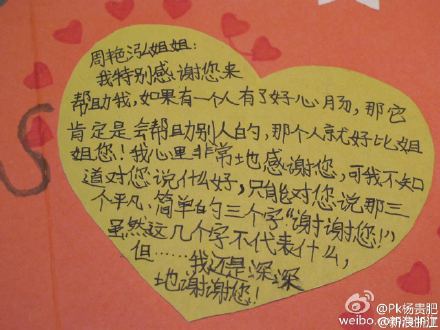 周艳泓姐姐:
我特别感谢您来
帮助我,如果有一个人有了好心肠,那它
肯定是会帮助别人的,那个人就好比姐
姐您!我心里非常地感谢您,可我不知
道对您说什么好,只能对您说那三
个平凡、简单的三个字“谢谢您!”
虽然这几个字不代表什么,
但……我还是深深
地谢谢您!
@Pk杨贵肥
weibo.com/
@新浪浙江